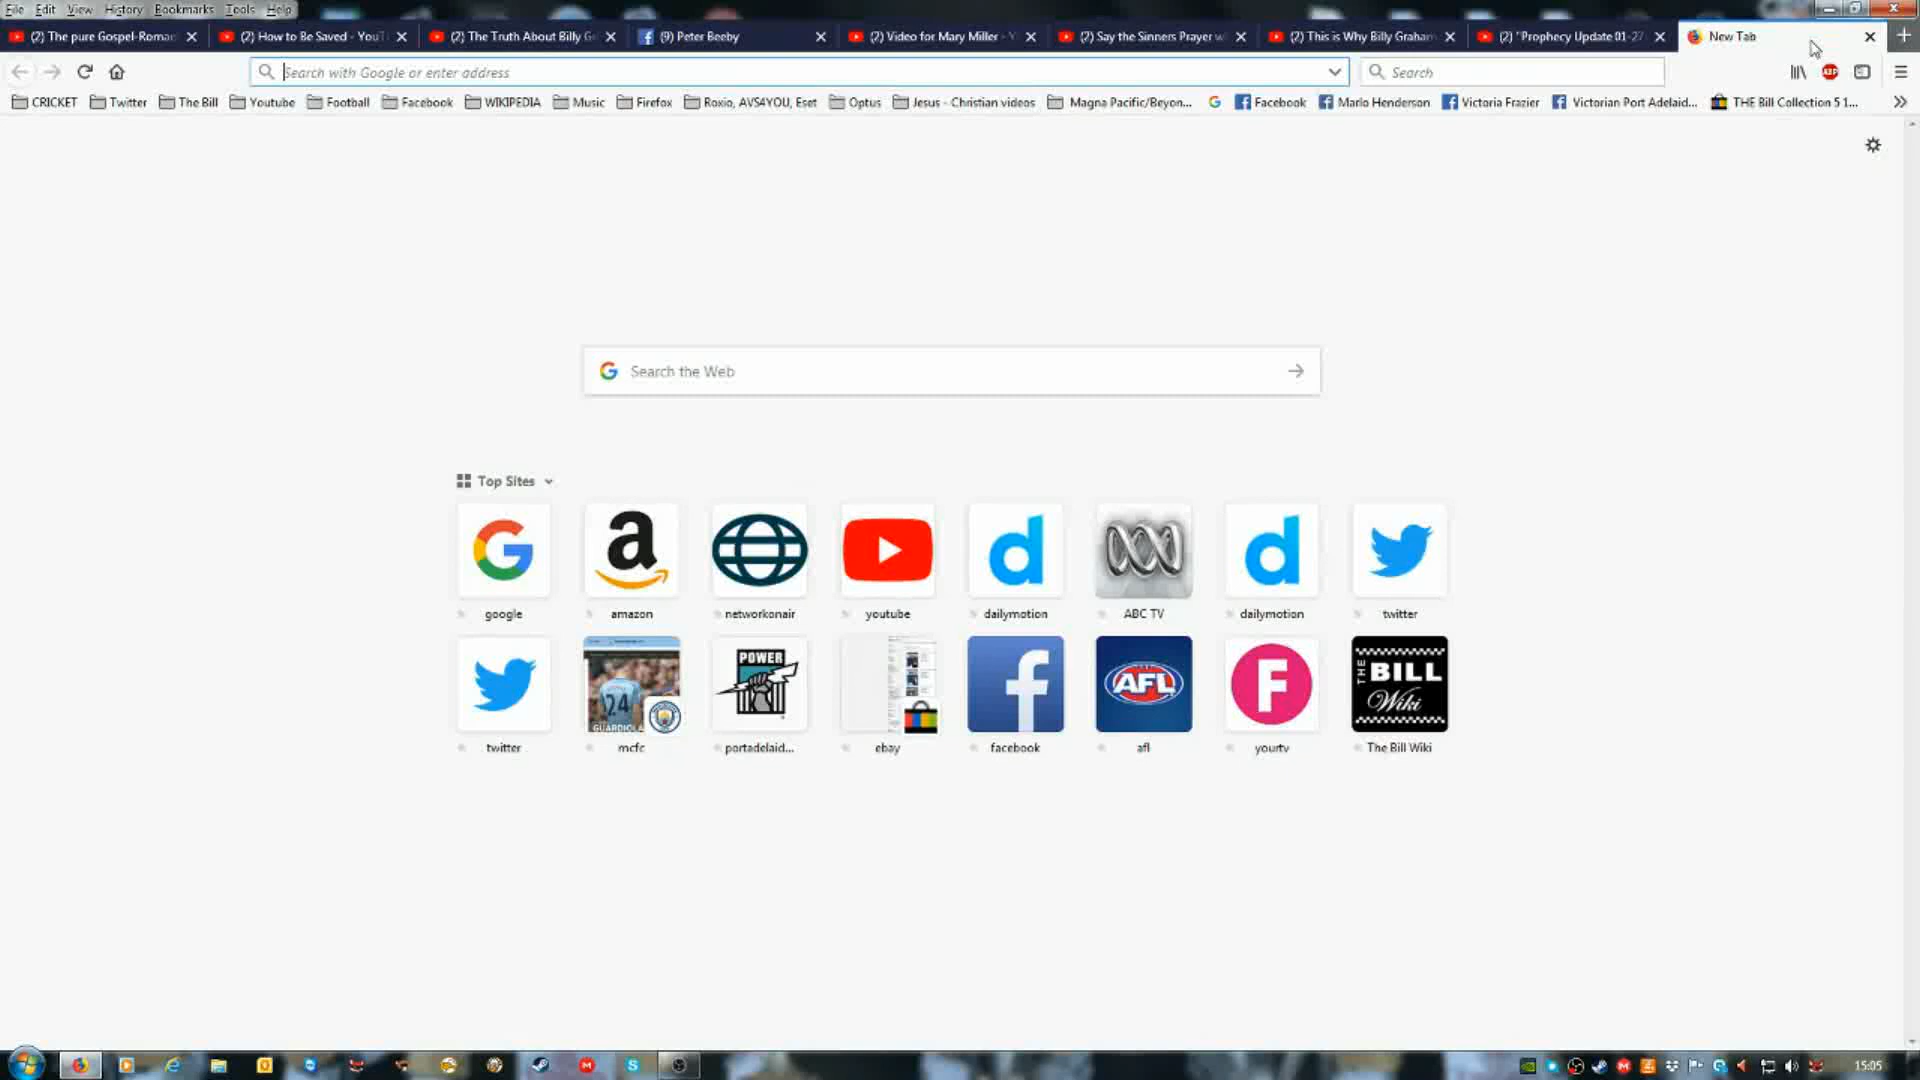 File Edit View History Bookmarks Tools Help
(2) The pure Gospel-Roman (2) How to Be Saved - YouT (2) The Truth About Billy G (9) Peter Beeby (2) Video for Mary Miller - Y (2) Say the Sinners Prayer w (2) This is Why Billy Graham (2) "Prophecy Update 01-27 New Tab
Search with Google or enter address Search ABP
CRICKET Twitter The Bill Youtube Football Facebook WIKIPEDIA Music Firefox Roxio, AVS4YOU, Eset Optus Jesus - Christian videos Magna Pacific/Beyon... Facebook Mario Henderson Victoria Frazier Victorian Port Adelaid... THE Bill Collection 5 1...
Search the Web
Top Sites
google amazon networkonair youtube dailymotion ABC TV dailymotion twitter
24 GUARDIOLA POWER AFL F THE BILL Wiki
twitter mcfc portadelaid... ebay facebook afl yourtv The Bill Wiki
15:05